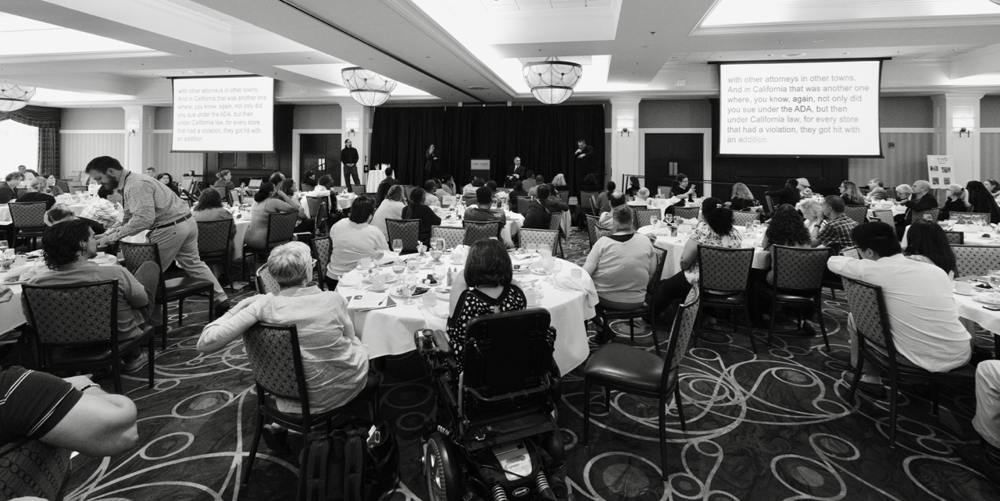 with other attorneys in other towns.
And in California that was another one
where, you know, again, not only did
you sue under the ADA, but then
under California law, for every store
that had a violation, they got hit with
an addition
with other attorneys in other towns.
And in California that was another one
where, you know, again, not only did
you sue under the ADA, but then
under California law, for every store
that had a violation, they got hit with
an addition